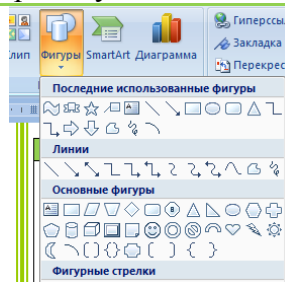 Гиперссы
Закладка
Перекрес
лип Фигуры SmartArt Диаграмма
Последние использованные фигуры
Линии
Основные фигуры
Фигурные стрелки